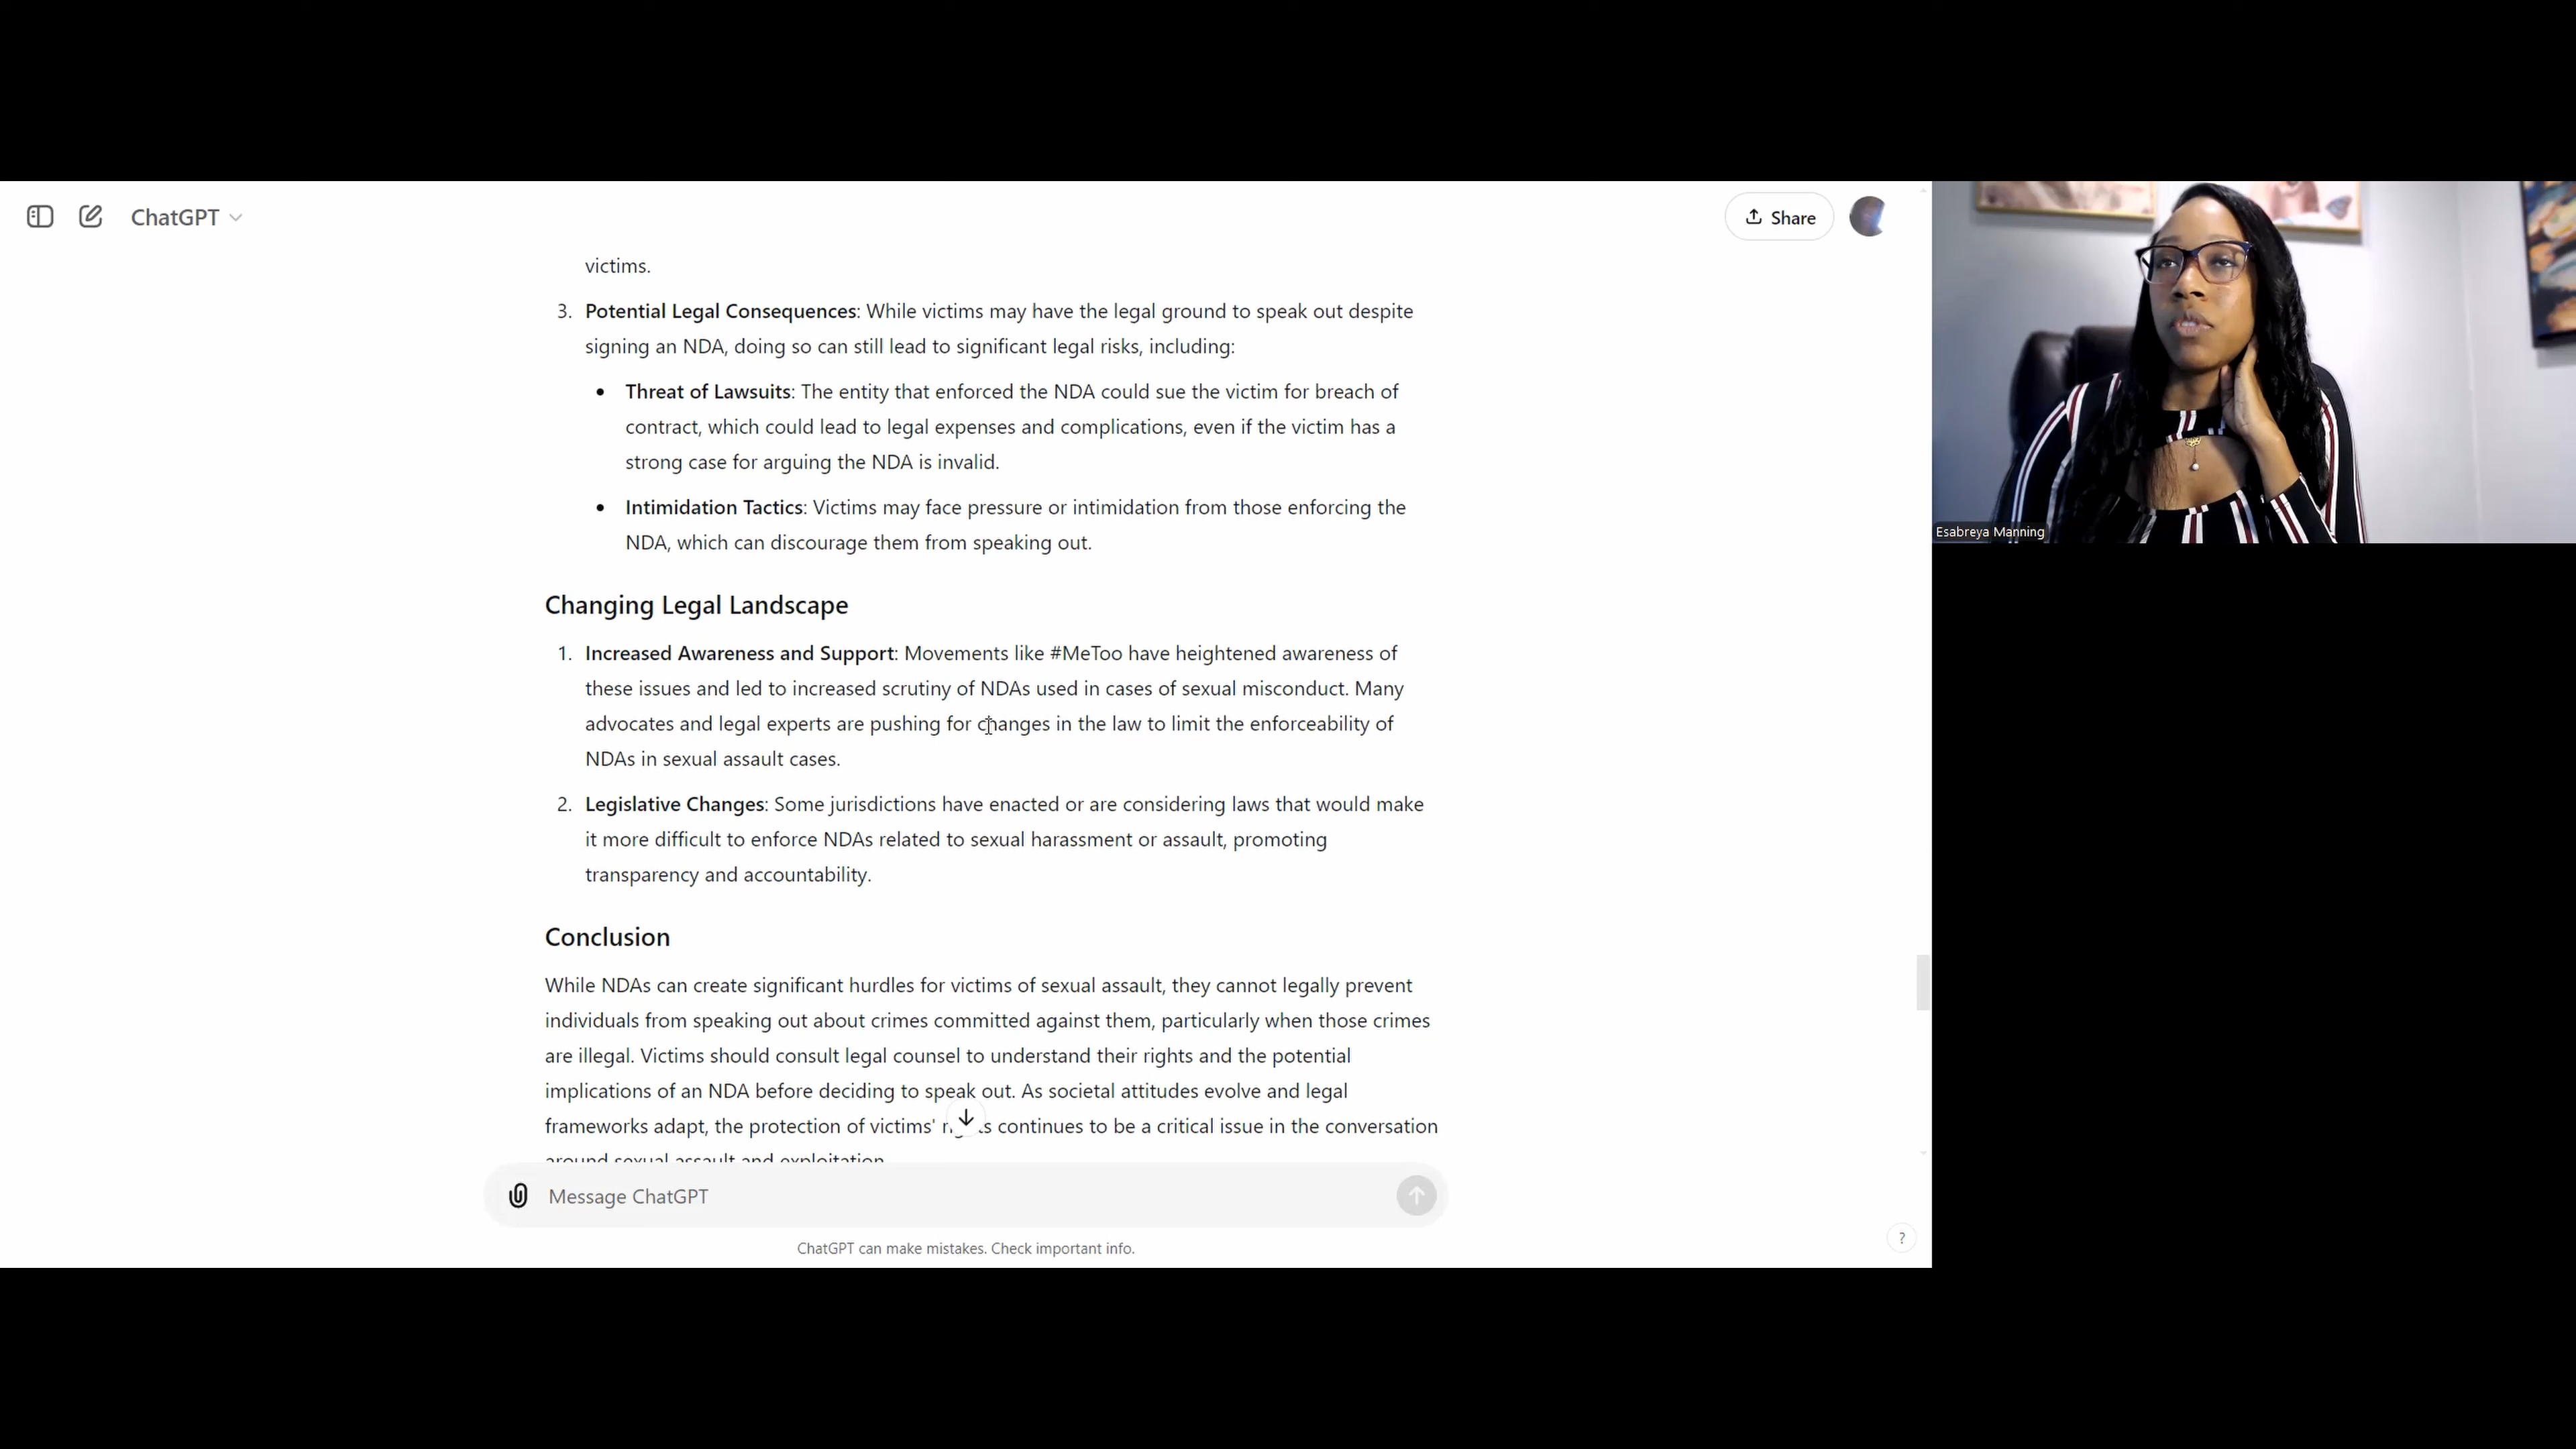 ChatGPT
Share
victims.
3. Potential Legal Consequences: While victims may have the legal ground to speak out despite
signing an NDA, doing so can still lead to significant legal risks, including:
• Threat of Lawsuits: The entity that enforced the NDA could sue the victim for breach of
contract, which could lead to legal expenses and complications, even if the victim has a
strong case for arguing the NDA is invalid.
• Intimidation Tactics: Victims may face pressure or intimidation from those enforcing the
NDA, which can discourage them from speaking out.
Changing Legal Landscape
1. Increased Awareness and Support: Movements like #MeToo have heightened awareness of
these issues and led to increased scrutiny of NDAs used in cases of sexual misconduct. Many
advocates and legal experts are pushing for changes in the law to limit the enforceability of
NDAs in sexual assault cases.
2. Legislative Changes: Some jurisdictions have enacted or are considering laws that would make
it more difficult to enforce NDAs related to sexual harassment or assault, promoting
transparency and accountability.
Conclusion
While NDAs can create significant hurdles for victims of sexual assault, they cannot legally prevent
individuals from speaking out about crimes committed against them, particularly when those crimes
are illegal. Victims should consult legal counsel to understand their rights and the potential
implications of an NDA before deciding to speak out. As societal attitudes evolve and legal
frameworks adapt, the protection of victims' rights continues to be a critical issue in the conversation
around sexual assault and exploitation.
Message ChatGPT
ChatGPT can make mistakes. Check important info.
?
Esabreya Manning